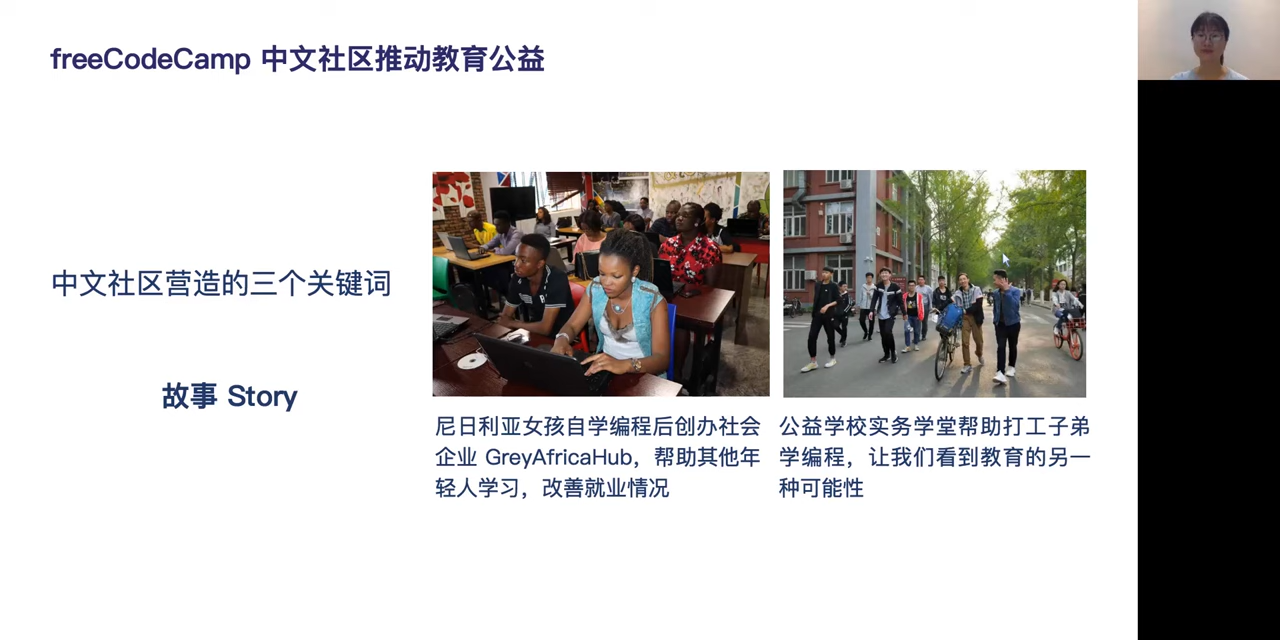 freeCodeCamp 中文社区推动教育公益
中文社区营造的三个关键词
故事 Story
尼日利亚女孩自学编程后创办社会
企业 GreyAfricaHub，帮助其他年
轻人学习，改善就业情况
公益学校实务学堂帮助打工子弟
学编程，让我们看到教育的另一
种可能性